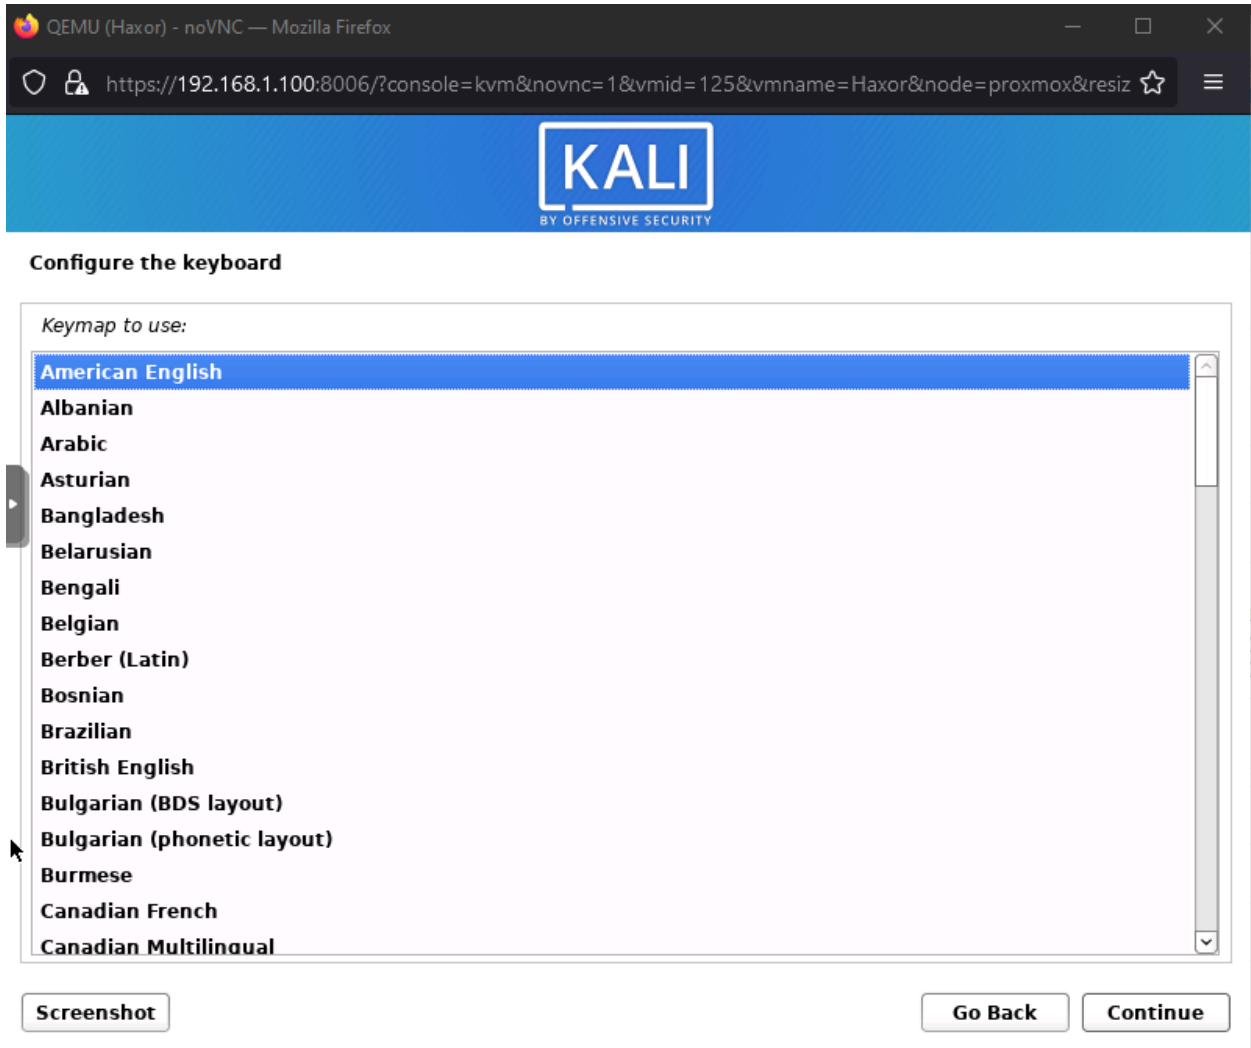 QEMU (Haxor) - noVNC — Mozilla Firefox
https://192.168.1.100:8006/?console=kvm&novnc=1&vmid=125&vmname=Haxor&node=proxmox&resiz
KALI
BY OFFENSIVE SECURITY
Configure the keyboard
Keymap to use:
American English
Albanian
Arabic
Asturian
Bangladesh
Belarusian
Bengali
Belgian
Berber (Latin)
Bosnian
Brazilian
British English
Bulgarian (BDS layout)
Bulgarian (phonetic layout)
Burmese
Canadian French
Canadian Multilingual
Screenshot
Go Back
Continue